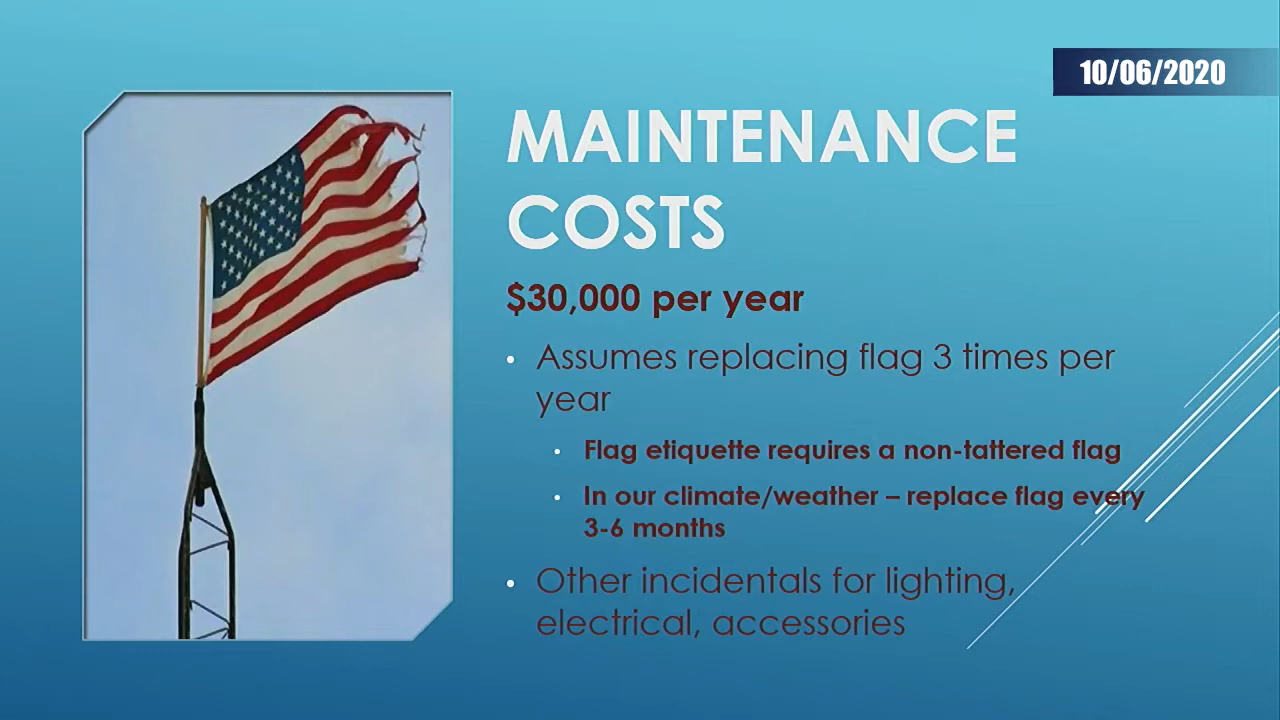 10/06/2020
MAINTENANCE
COSTS
$30,000 per year
• Assumes replacing flag 3 times per
year
• Flag etiquette requires a non-tattered flag
• In our climate/weather – replace flag every
3-6 months
• Other incidentals for lighting,
electrical, accessories